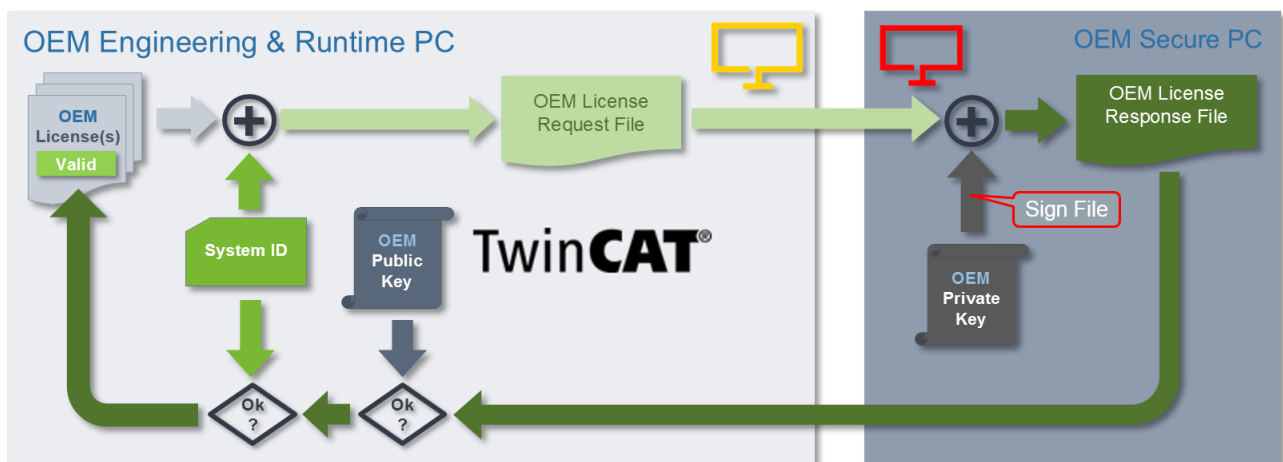 OEM Engineering & Runtime PC
OEM Secure PC
OEM
License(s)
Valid
OEM License
Request File
OEM License
Response File
System ID
OEM
Public
Key
TwinCAT®
Sign File
OEM
Private
Key
Ok
?
Ok
?